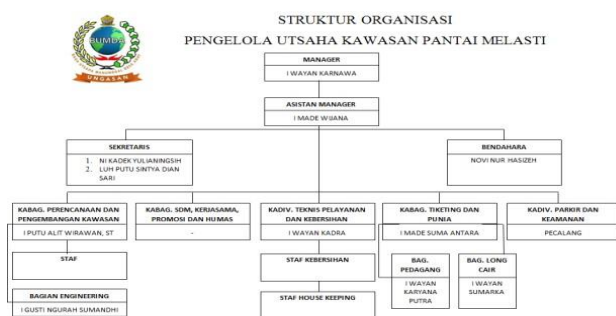 STRUKTUR ORGANISASI
PENGELOLA UTSAHA KAWASAN PANTAI MELASTI
BUMDA
UNGASAN
MANAGER
I WAYAN KARNAWA
ASISTAN MANAGER
I MADE WIJANA
SEKRETARIS
1. NI KADEK YULIANINGSIH
2. LUH PUTU SINTYA DIAN
SARI
BENDAHARA
NOVI NUR HASIZEH
KABAG. PERENCANAAN DAN
PENGEMBANGAN KAWASAN
I PUTU ALIT WIRAWAN, ST
KABAG. SDM, KERJASAMA,
PROMOSI DAN HUMAS
-
KADIV. TEKNIS PELAYANAN
DAN KEBERSIHAN
I WAYAN KADRA
KABAG. TIKETING DAN
PUNIA
I MADE SUMA ANTARA
KADIV. PARKIR DAN
KEAMANAN
PECALANG
STAF
STAF KEBERSIHAN
BAG.
PEDAGANG
I WAYAN
KARYANA
PUTRA
BAG. LONG
CAIR
I WAYAN
SUMARKA
BAGIAN ENGINEERING
I GUSTI NGURAH SUMANDHI
STAF HOUSE KEEPING